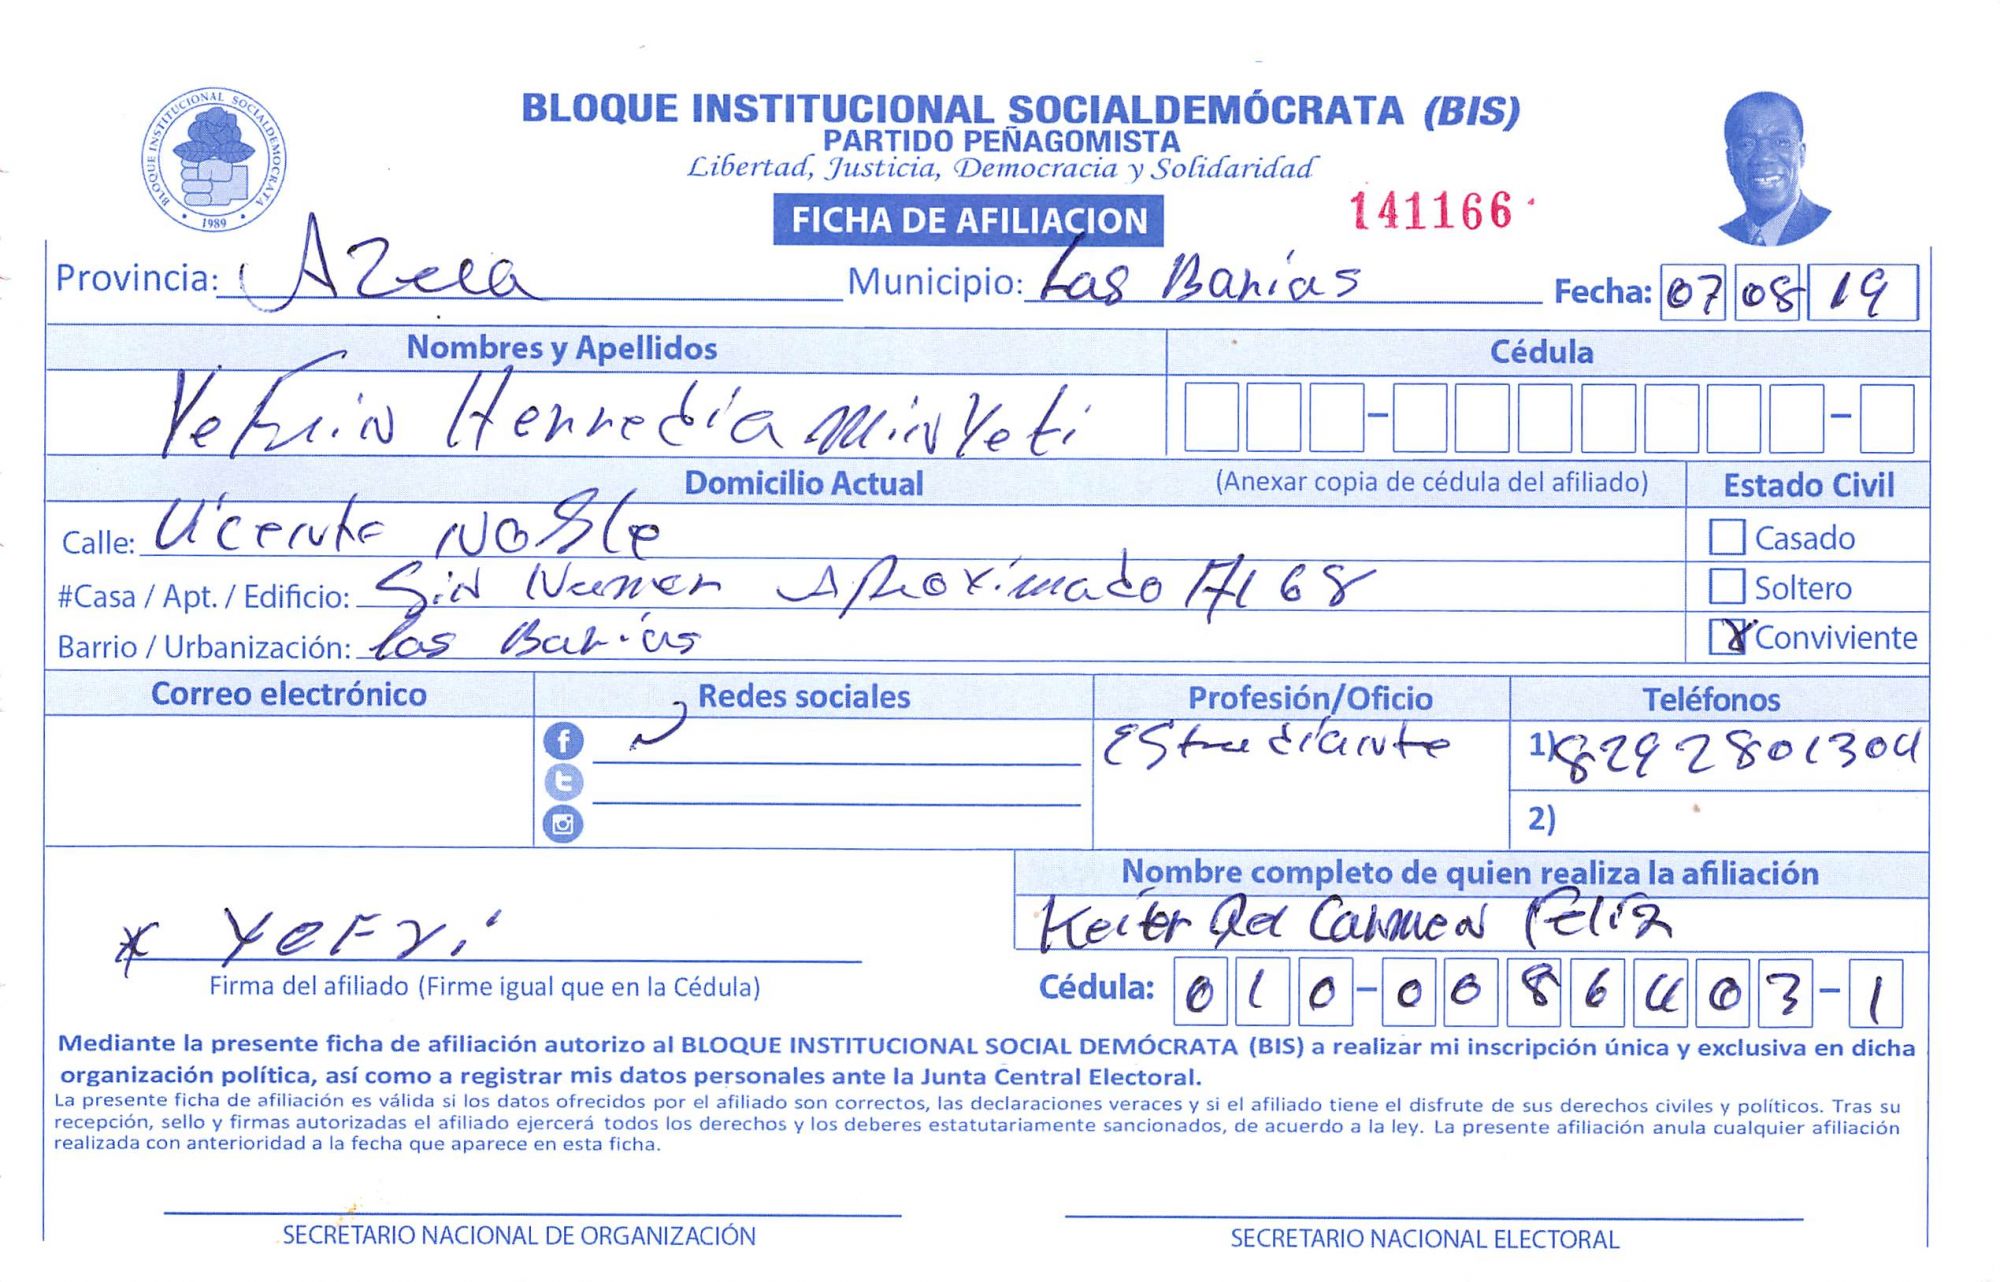 BLOQUE INSTITUCIONAL SOCIALDEMÓCRATA
1989
BLOQUE INSTITUCIONAL SOCIALDEMÓCRATA (BIS)
PARTIDO PEÑAGOMISTA
Libertad, Justicia, Democracia y Solidaridad
FICHA DE AFILIACION
141166
Provincia: Azua Municipio: Las Barías Fecha: 07 08 19
Nombres y Apellidos Cédula
Herredia MinYeti
Domicilio Actual (Anexar copia de cédula del afiliado) Estado Civil
Calle: Vicente Noble Casado
#Casa / Apt. / Edificio: Sin Numer Aproximado 168 Soltero
Barrio / Urbanización: Las Barías X Conviviente
Correo electrónico Redes sociales Profesión/Oficio Teléfonos
Estudiante 1) 8292801304
2)
Nombre completo de quien realiza la afiliación
Del Carmen Feliz
* Yefri
Firma del afiliado (Firme igual que en la Cédula) Cédula: 010-0086403-1
Mediante la presente ficha de afiliación autorizo al BLOQUE INSTITUCIONAL SOCIAL DEMÓCRATA (BIS) a realizar mi inscripción única y exclusiva en dicha
organización política, así como a registrar mis datos personales ante la Junta Central Electoral.
La presente ficha de afiliación es válida si los datos ofrecidos por el afiliado son correctos, las declaraciones veraces y si el afiliado tiene el disfrute de sus derechos civiles y políticos. Tras su
recepción, sello y firmas autorizadas el afiliado ejercerá todos los derechos y los deberes estatutariamente sancionados, de acuerdo a la ley. La presente afiliación anula cualquier afiliación
realizada con anterioridad a la fecha que aparece en esta ficha.
SECRETARIO NACIONAL DE ORGANIZACIÓN SECRETARIO NACIONAL ELECTORAL